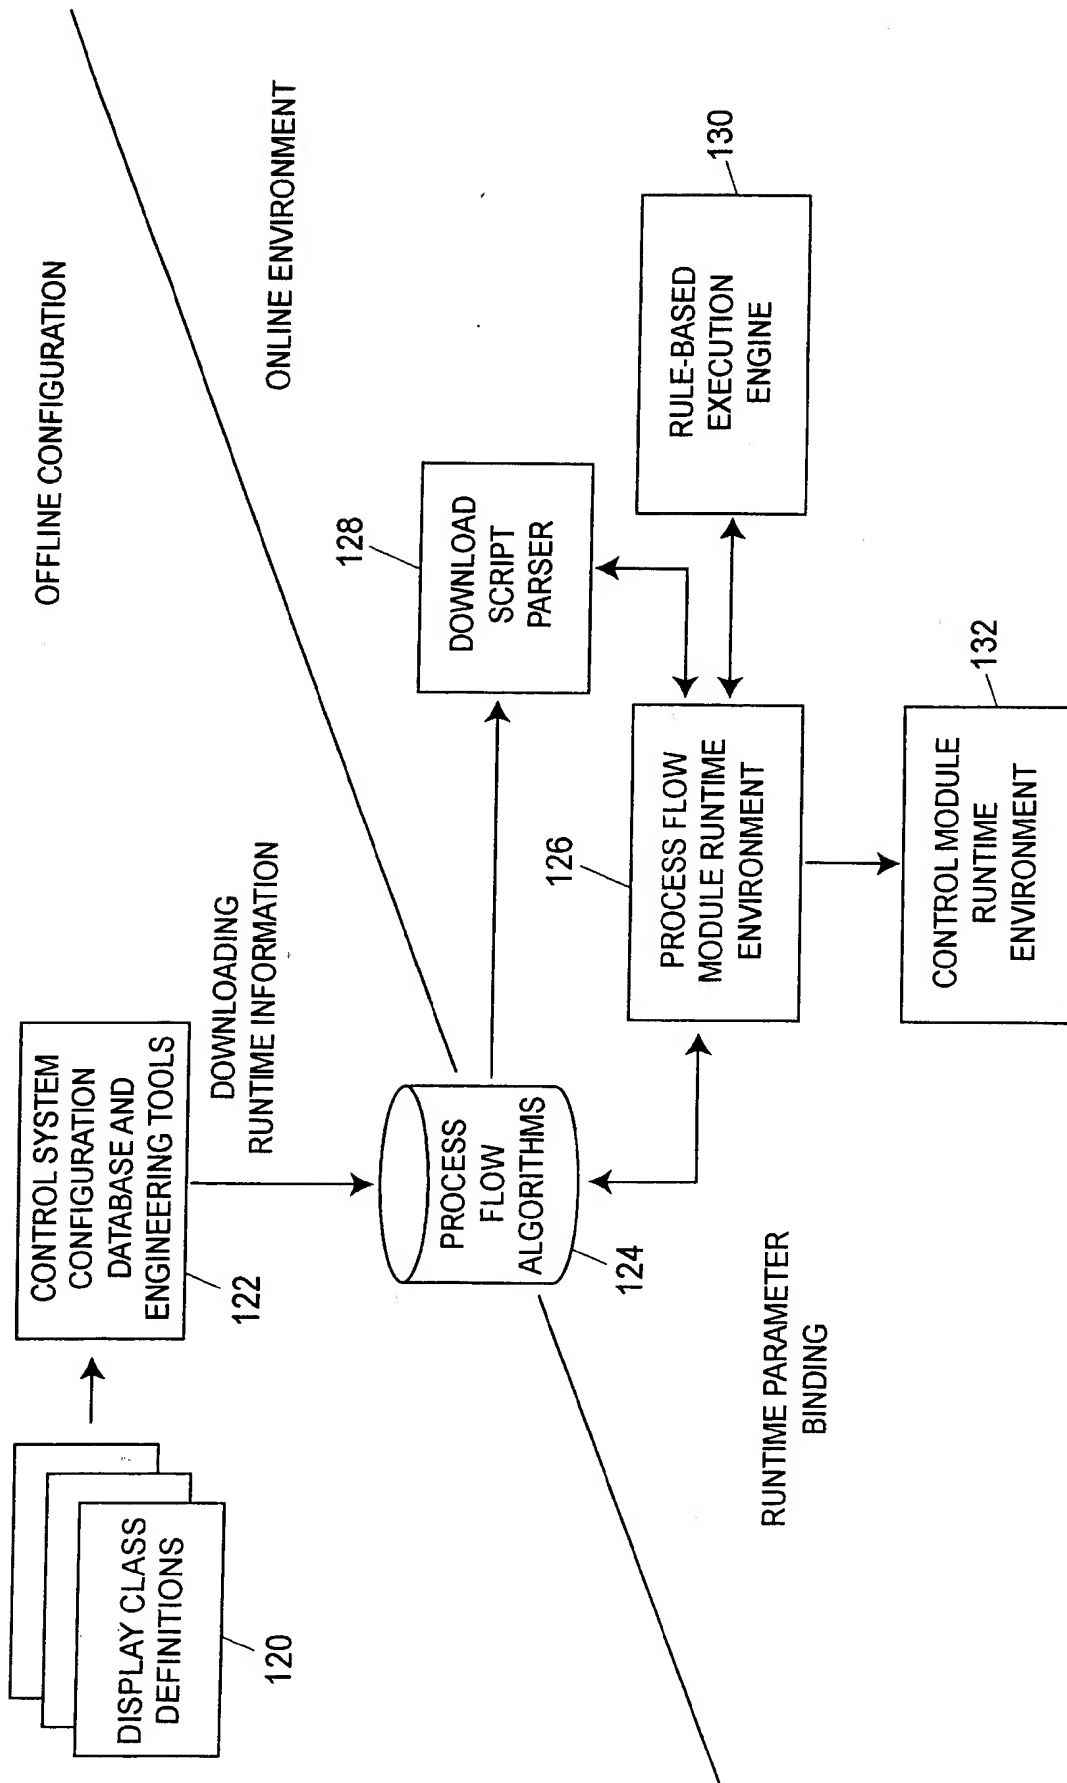 OFFLINE CONFIGURATION
ONLINE ENVIRONMENT
DISPLAY CLASS
DEFINITIONS
120
CONTROL SYSTEM
CONFIGURATION
DATABASE AND
ENGINEERING TOOLS
122
DOWNLOADING
RUNTIME INFORMATION
PROCESS
FLOW
ALGORITHMS
124
DOWNLOAD
SCRIPT
PARSER
128
RUNTIME PARAMETER
BINDING
PROCESS FLOW
MODULE RUNTIME
ENVIRONMENT
126
RULE-BASED
EXECUTION
ENGINE
130
CONTROL MODULE
RUNTIME
ENVIRONMENT
132